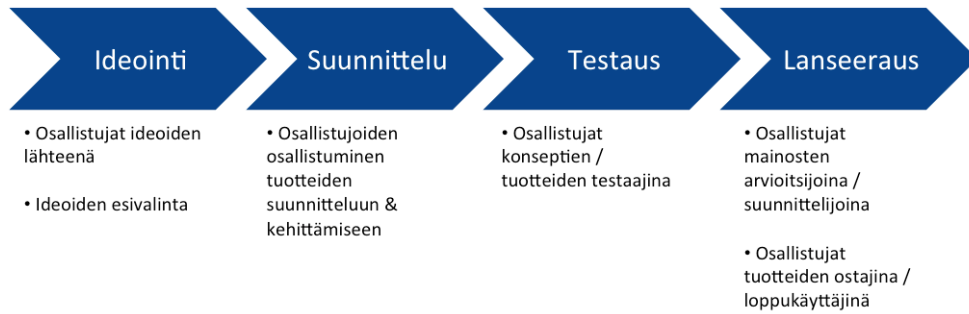 Ideointi
Suunnittelu
Testaus
Lanseeraus
• Osallistujat ideoiden
lähteenä
• Ideoiden esivalinta
• Osallistujoiden
osallistuminen
tuotteiden
suunnitteluun &
kehittämiseen
• Osallistujat
konseptien /
tuotteiden testaajina
• Osallistujat
mainosten
arvioitsijoina /
suunnittelijoina
• Osallistujat
tuotteiden ostajina /
loppukäyttäjinä